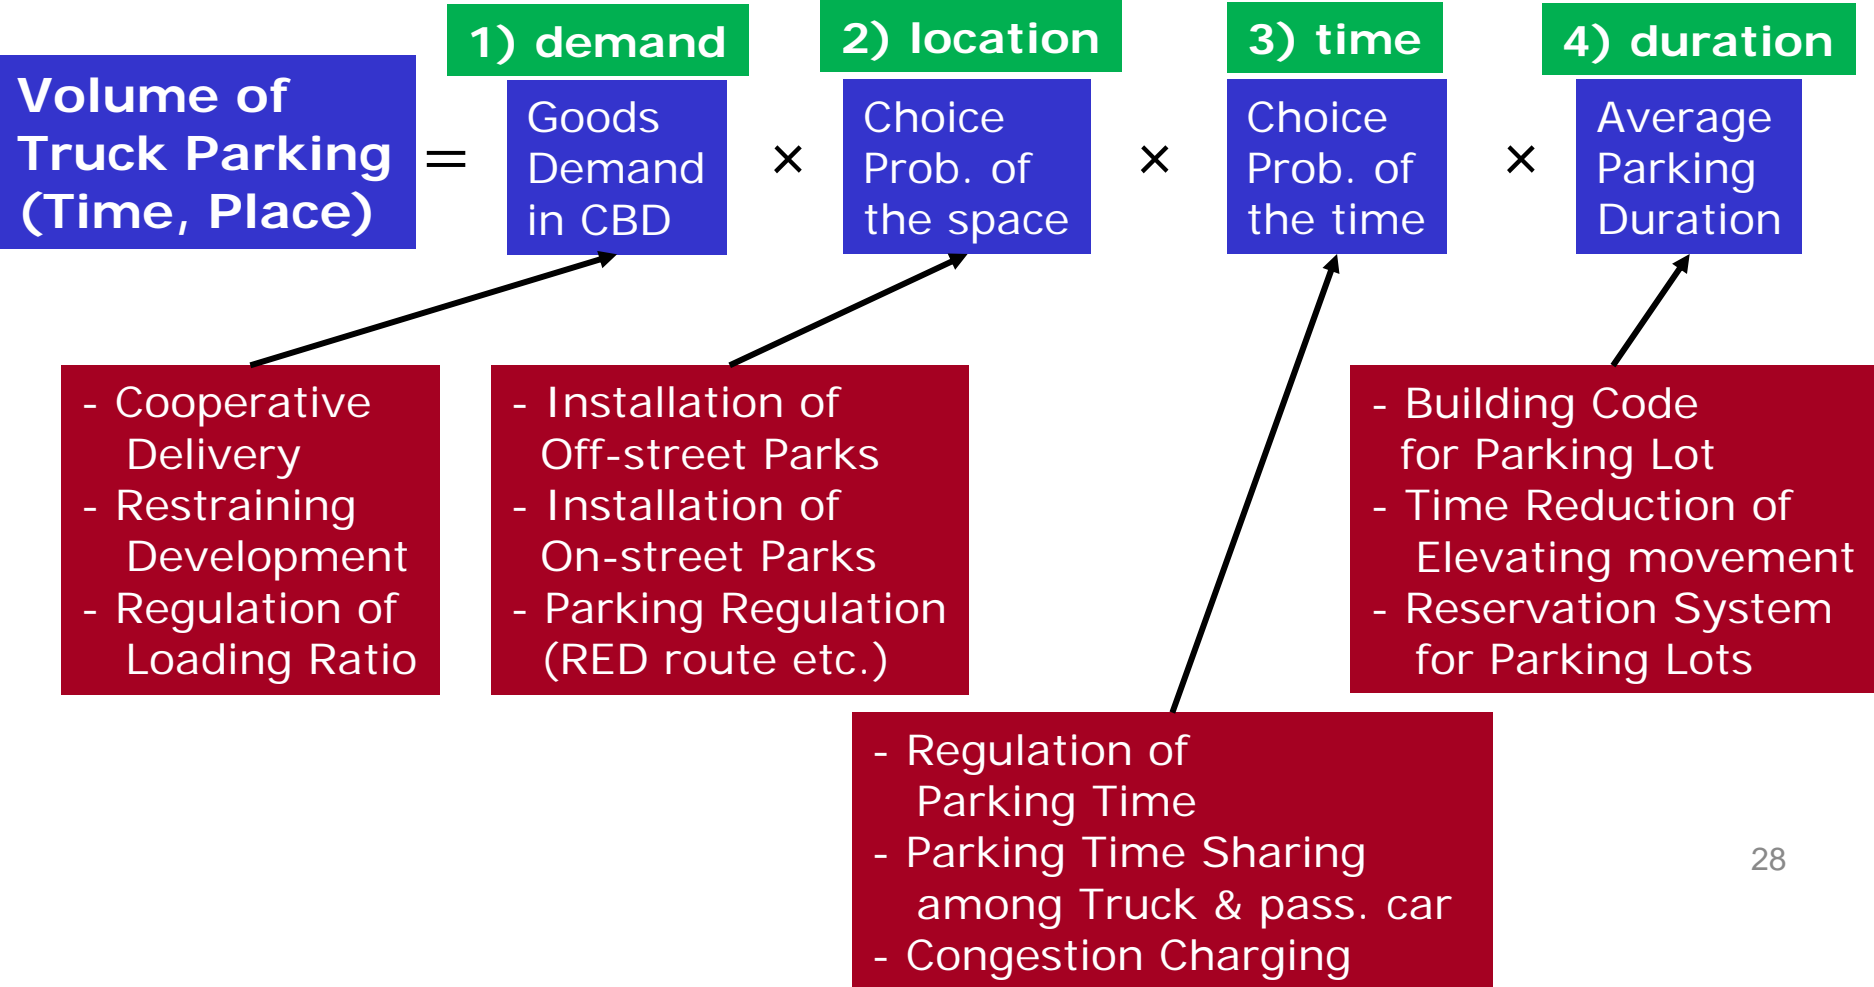 1) demand
2) location
3) time
4) duration
Volume of
Truck Parking
(Time, Place)
=
Goods
Demand
in CBD
×
Choice
Prob. of
the space
×
Choice
Prob. of
the time
×
Average
Parking
Duration
- Cooperative
Delivery
- Restraining
Development
- Regulation of
Loading Ratio
- Installation of
Off-street Parks
- Installation of
On-street Parks
- Parking Regulation
(RED route etc.)
- Building Code
for Parking Lot
- Time Reduction of
Elevating movement
- Reservation System
for Parking Lots
- Regulation of
Parking Time
- Parking Time Sharing
among Truck & pass. car
- Congestion Charging
28